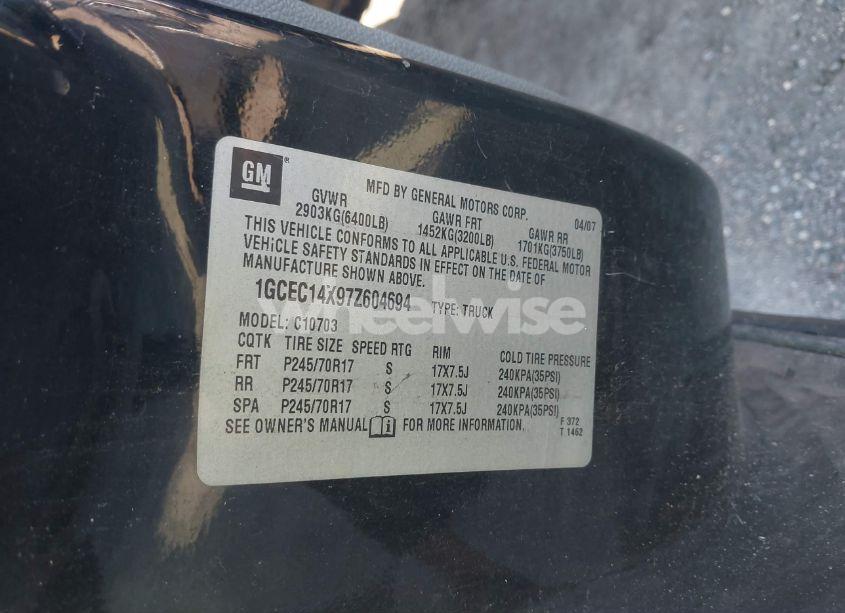 GM®
MFD BY GENERAL MOTORS CORP. 04/07
GVWR GAWR FRT GAWR RR
2903KG(6400LB) 1452KG(3200LB) 1701KG(3750LB)
THIS VEHICLE CONFORMS TO ALL APPLICABLE U.S. FEDERAL MOTOR
VEHICLE SAFETY STANDARDS IN EFFECT ON THE DATE OF
MANUFACTURE SHOWN ABOVE.
1GCEC14X97Z604694 TYPE: TRUCK
MODEL: C10703
CQTK TIRE SIZE SPEED RTG RIM COLD TIRE PRESSURE
FRT P245/70R17 S 17X7.5J 240KPA(35PSI)
RR P245/70R17 S 17X7.5J 240KPA(35PSI)
SPA P245/70R17 S 17X7.5J 240KPA(35PSI)
SEE OWNER'S MANUAL FOR MORE INFORMATION.
F 372
T 1462
wheelwise